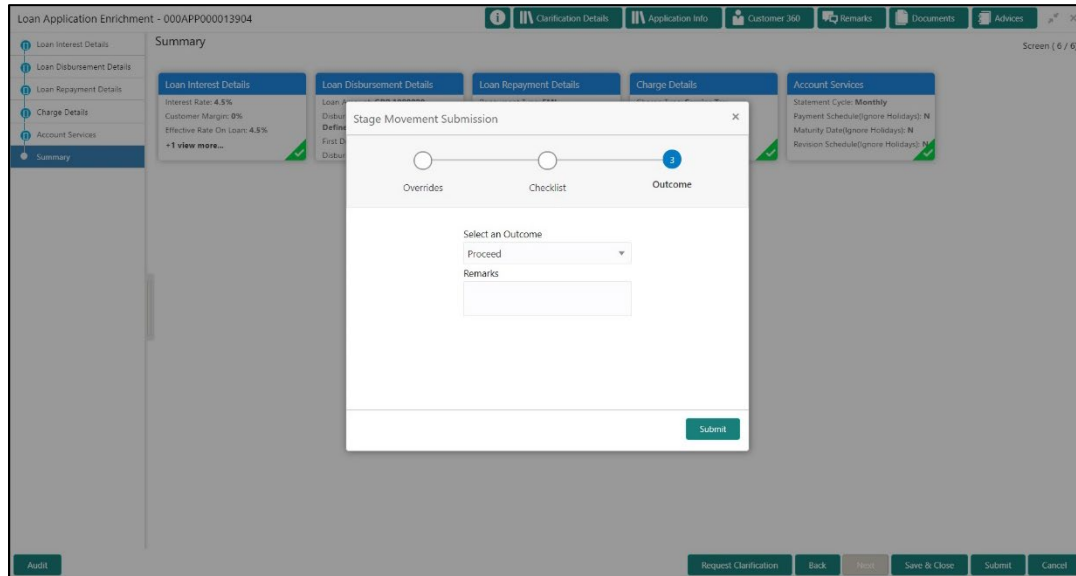 Loan Application Enrichment - 000APP000013904
Clarification Details
Application Info
Customer 360
Remarks
Documents
Advices
Loan Interest Details
Loan Disbursement Details
Loan Repayment Details
Charge Details
Account Services
Summary
Summary
Screen ( 6 / 6)
Loan Interest Details
Interest Rate: 4.5%
Customer Margin: 0%
Effective Rate On Loan: 4.5%
+1 view more...
Loan Disbursement Details
Define
First D
Disbur
Loan Repayment Details
Charge Details
Account Services
Statement Cycle: Monthly
Payment Schedule(Ignore Holidays): N
Maturity Date(Ignore Holidays): N
Revision Schedule(Ignore Holidays): N
Stage Movement Submission
3
Overrides
Checklist
Outcome
Select an Outcome
Proceed
Remarks
Submit
Audit
Request Clarification
Back
Next
Save & Close
Submit
Cancel